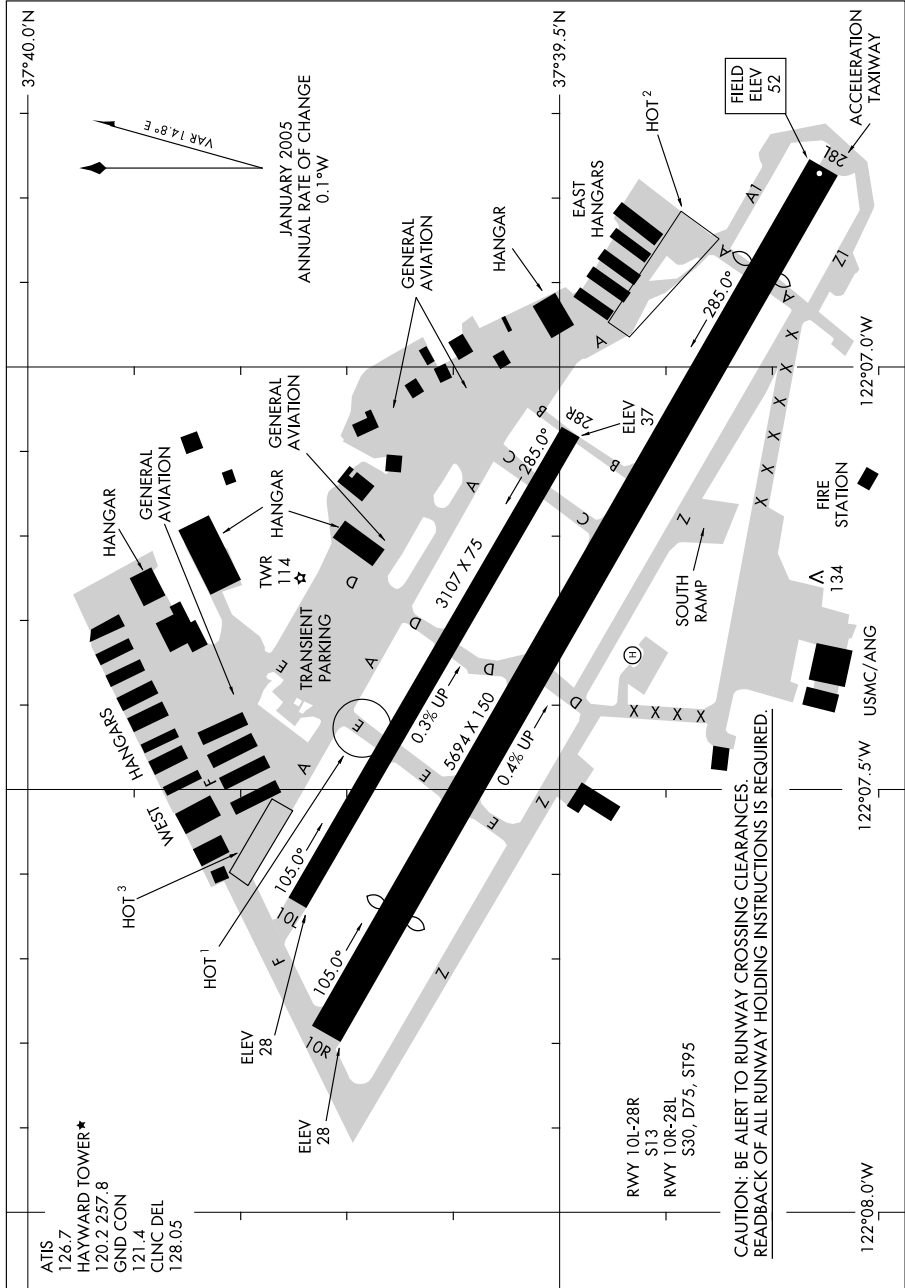 ATIS
126.7
HAYWARD TOWER★
120.2 257.8
GND CON
121.4
CLNC DEL
128.05
37°40.0'N
VAR 14.8°E
JANUARY 2005
ANNUAL RATE OF CHANGE
0.1°W
HANGAR
GENERAL
AVIATION
HANGAR
GENERAL
AVIATION
GENERAL
AVIATION
HANGAR
WEST
HANGARS
TWR
114
TRANSIENT
PARKING
EAST
HANGARS
37°39.5'N
HOT 2
FIELD
ELEV
52
ACCELERATION
TAXIWAY
HOT 3
HOT 1
F
F
A
E
E
E
E
A
D
D
D
D
A
C
C
B
B
A
A
A
A1
Z1
Z
Z
Z
10L
105.0°
3107 X 75
0.3% UP
285.0°
28R
ELEV
37
10R
105.0°
5694 X 150
0.4% UP
285.0°
28L
ELEV
28
ELEV
28
H
X X X X
X X X X X X
SOUTH
RAMP
134
FIRE
STATION
USMC/ANG
RWY 10L-28R
S13
RWY 10R-28L
S30, D75, ST95
CAUTION: BE ALERT TO RUNWAY CROSSING CLEARANCES.
READBACK OF ALL RUNWAY HOLDING INSTRUCTIONS IS REQUIRED.
122°08.0'W
122°07.5'W
122°07.0'W